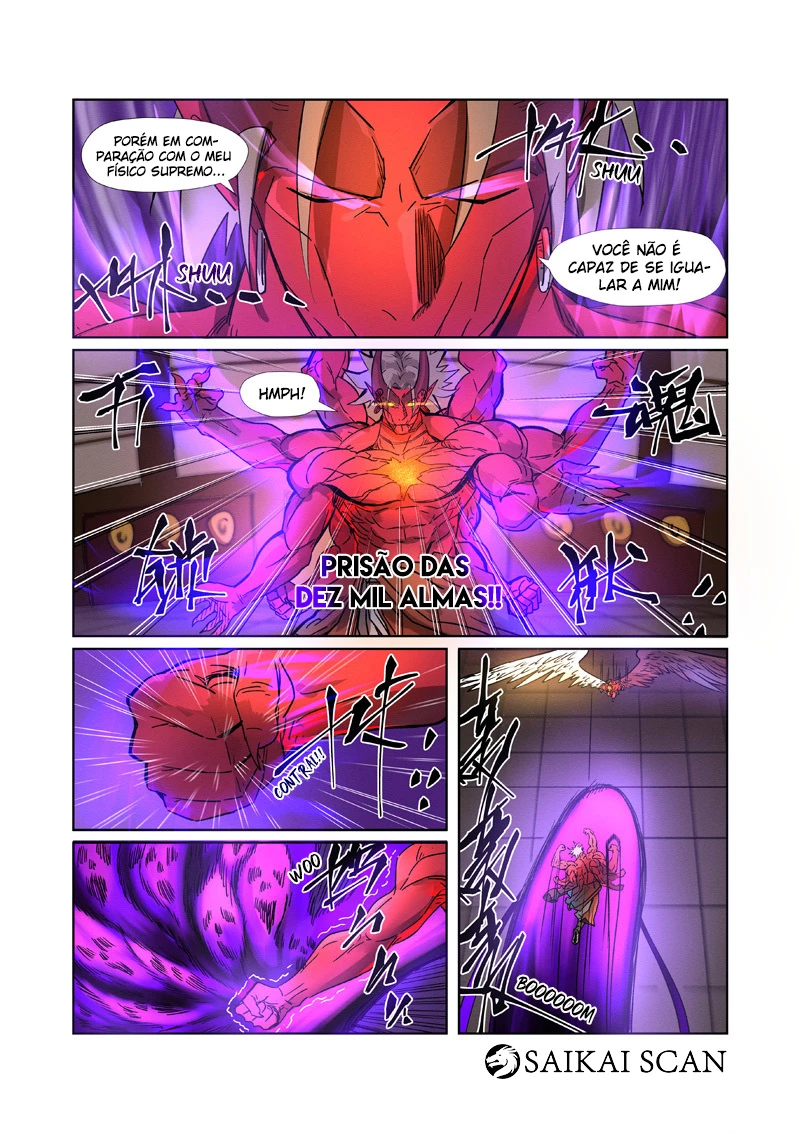 PORÉM EM COM-
PARAÇÃO COM O MEU
FÍSICO SUPREMO...
SHUU
SHUU
VOCÊ NÃO É
CAPAZ DE SE IGUA-
LAR A MIM!
HMPH!
魂
PRISÃO DAS
DEZ MIL ALMAS!!
CONTRAI!!
WOO
BOOOOOOM
SAIKAI SCAN